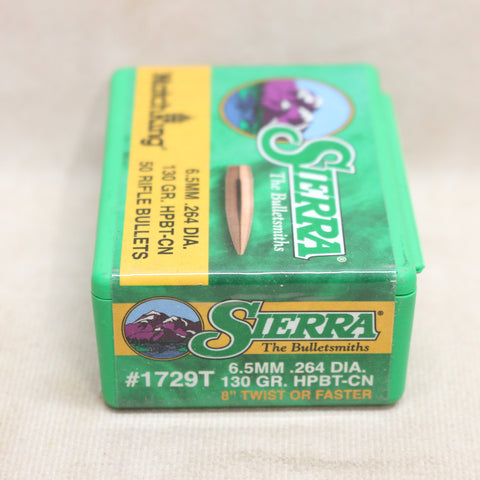 MatchKing®
6.5MM .264 DIA.
130 GR. HPBT-CN
50 RIFLE BULLETS
SIERRA®
The Bulletsmiths
SIERRA®
The Bulletsmiths
#1729T
6.5MM .264 DIA.
130 GR. HPBT-CN
8" TWIST OR FASTER